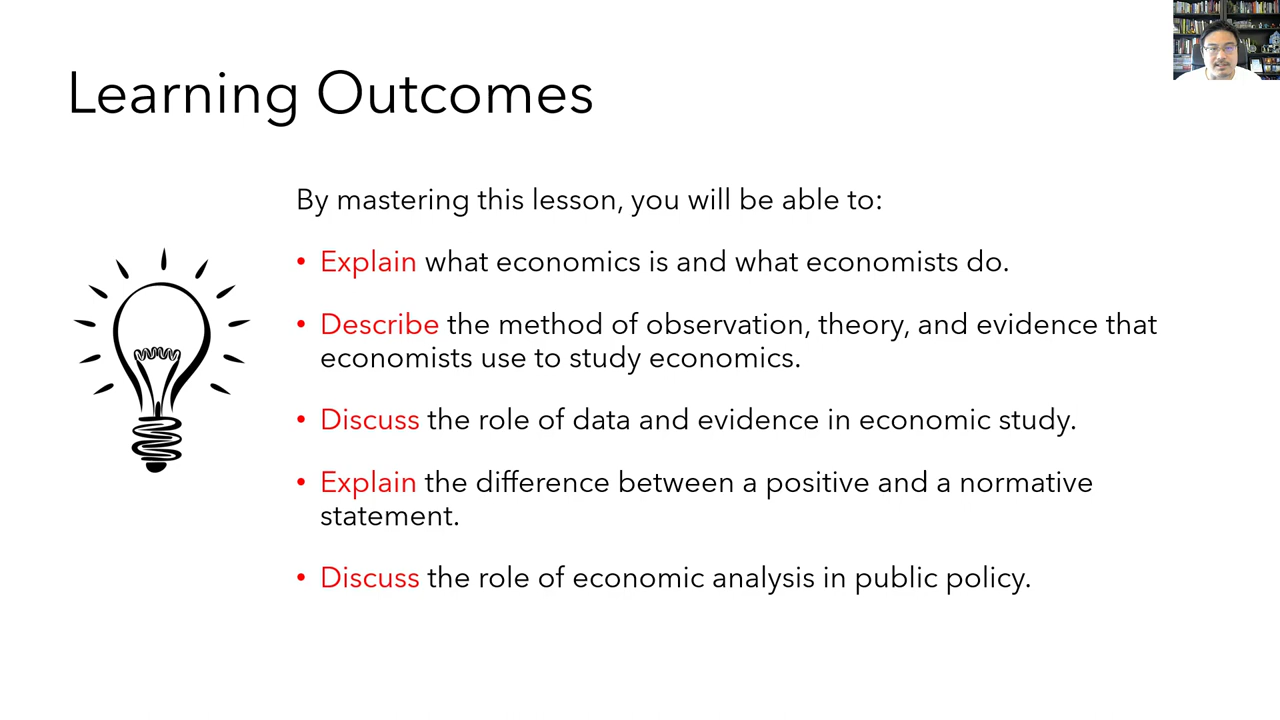 Learning Outcomes
By mastering this lesson, you will be able to:
• Explain what economics is and what economists do.
• Describe the method of observation, theory, and evidence that
economists use to study economics.
• Discuss the role of data and evidence in economic study.
• Explain the difference between a positive and a normative
statement.
• Discuss the role of economic analysis in public policy.